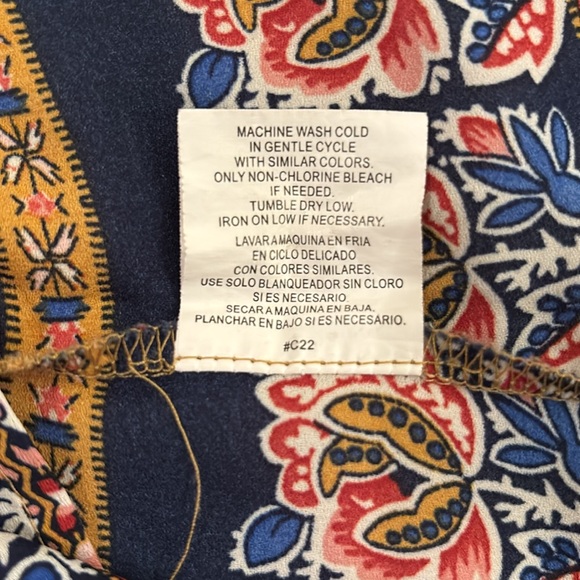 MACHINE WASH COLD
IN GENTLE CYCLE
WITH SIMILAR COLORS.
ONLY NON-CHLORINE BLEACH
IF NEEDED.
TUMBLE DRY LOW.
IRON ON LOW IF NECESSARY.
LAVAR A MAQUINA EN FRIA
EN CICLO DELICADO
CON COLORES SIMILARES.
USE SOLO BLANQUEADOR SIN CLORO
SI ES NECESARIO
SECAR A MAQUINA EN BAJA.
PLANCHAR EN BAJO SI ES NECESARIO.
#C22